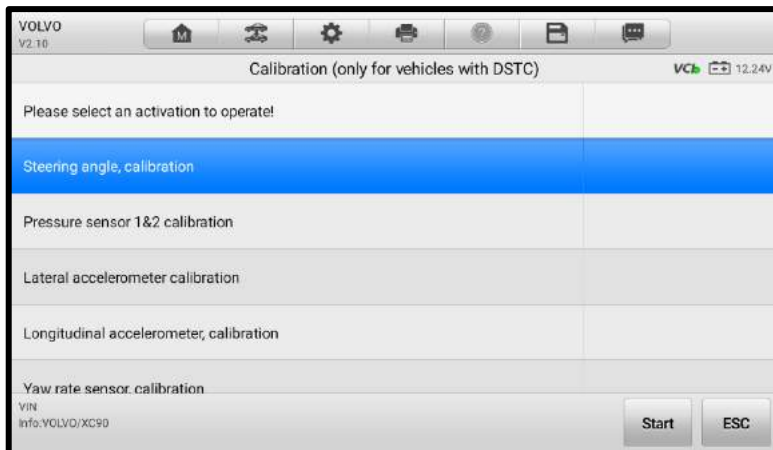 VOLVO
V2.10
M
Calibration (only for vehicles with DSTC)
VCI 12.24V
Please select an activation to operate!
Steering angle, calibration
Pressure sensor 1&2 calibration
Lateral accelerometer calibration
Longitudinal accelerometer, calibration
Yaw rate sensor, calibration
VIN
Info:VOLVO/XC90
Start
ESC